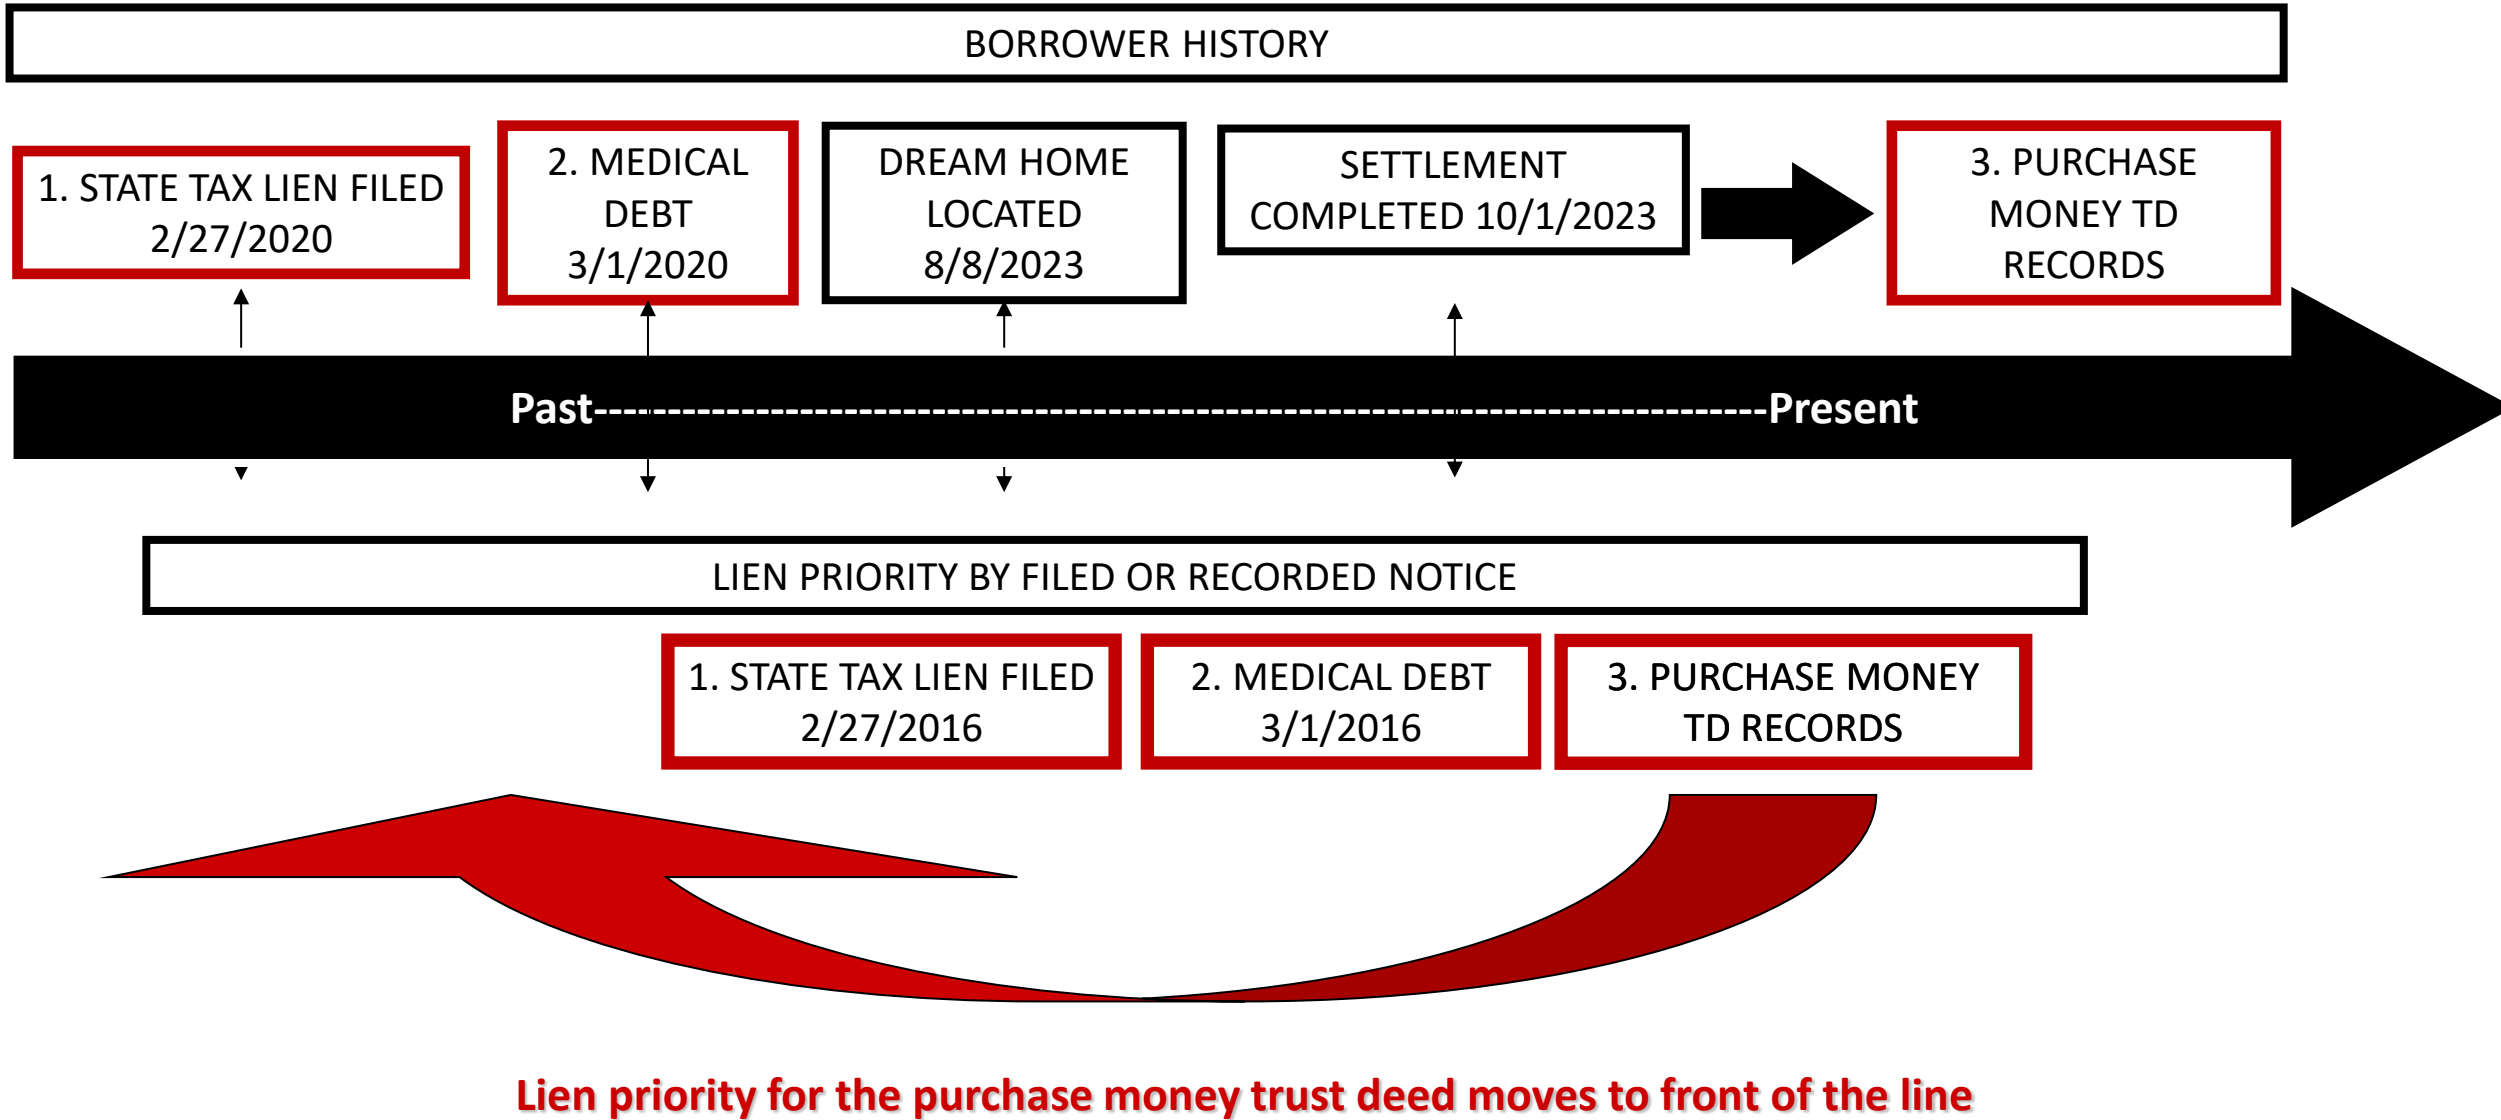 BORROWER HISTORY
1. STATE TAX LIEN FILED
2/27/2020
2. MEDICAL
DEBT
3/1/2020
DREAM HOME
LOCATED
8/8/2023
SETTLEMENT
COMPLETED 10/1/2023
3. PURCHASE
MONEY TD
RECORDS
Past--------------------------------------------------------------------------------Present
LIEN PRIORITY BY FILED OR RECORDED NOTICE
1. STATE TAX LIEN FILED
2/27/2016
2. MEDICAL DEBT
3/1/2016
3. PURCHASE MONEY
TD RECORDS
Lien priority for the purchase money trust deed moves to front of the line